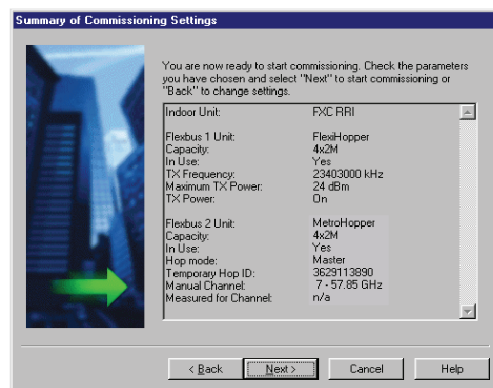 Summary of Commissioning Settings
You are now ready to start commissioning. Check the parameters
you have chosen and select "Next" to start commissioning or
"Back" to change settings.
Indoor Unit: FXC RRI
Flexbus 1 Unit: FlexiHopper
Capacity: 4x2M
In Use: Yes
TX Frequency: 23403000 kHz
Maximum TX Power: 24 dBm
TX Power: On
Flexbus 2 Unit: MetroHopper
Capacity: 4x2M
In Use: Yes
Hop mode: Master
Temporary Hop ID: 3629113890
Manual Channel: 7 - 57.85 GHz
Measured for Channel: n/a
< Back Next > Cancel Help